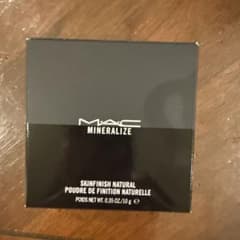 MAC
MINERALIZE
SKINFINISH NATURAL
POUDRE DE FINITION NATURELLE
POIDS NET WT. 0.35 OZ/10 g ℮